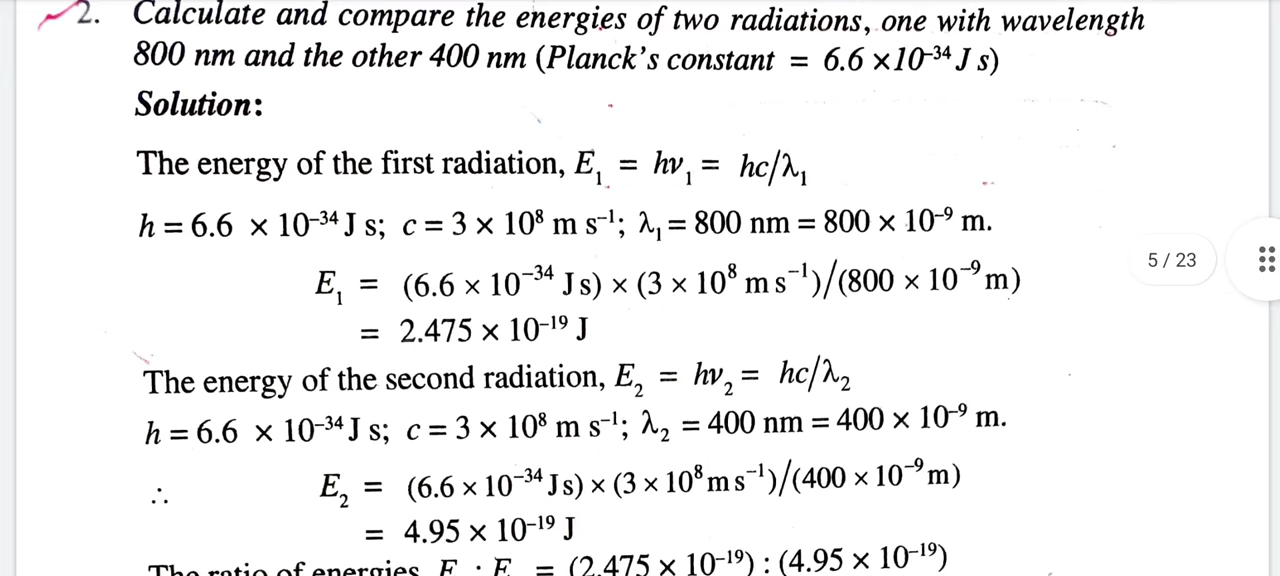 2. Calculate and compare the energies of two radiations, one with wavelength
800 nm and the other 400 nm (Planck's constant = 6.6 ×10⁻³⁴ J s)
Solution:
The energy of the first radiation, E₁ = hν₁ = hc/λ₁
h = 6.6 × 10⁻³⁴ J s; c = 3 × 10⁸ m s⁻¹; λ₁ = 800 nm = 800 × 10⁻⁹ m.
5 / 23
E₁ = (6.6 × 10⁻³⁴ J s) × (3 × 10⁸ m s⁻¹)/(800 × 10⁻⁹ m)
= 2.475 × 10⁻¹⁹ J
The energy of the second radiation, E₂ = hν₂ = hc/λ₂
h = 6.6 × 10⁻³⁴ J s; c = 3 × 10⁸ m s⁻¹; λ₂ = 400 nm = 400 × 10⁻⁹ m.
∴ E₂ = (6.6 × 10⁻³⁴ J s) × (3 × 10⁸ m s⁻¹)/(400 × 10⁻⁹ m)
= 4.95 × 10⁻¹⁹ J
The ratio of energies E : E = (2.475 × 10⁻¹⁹) : (4.95 × 10⁻¹⁹)